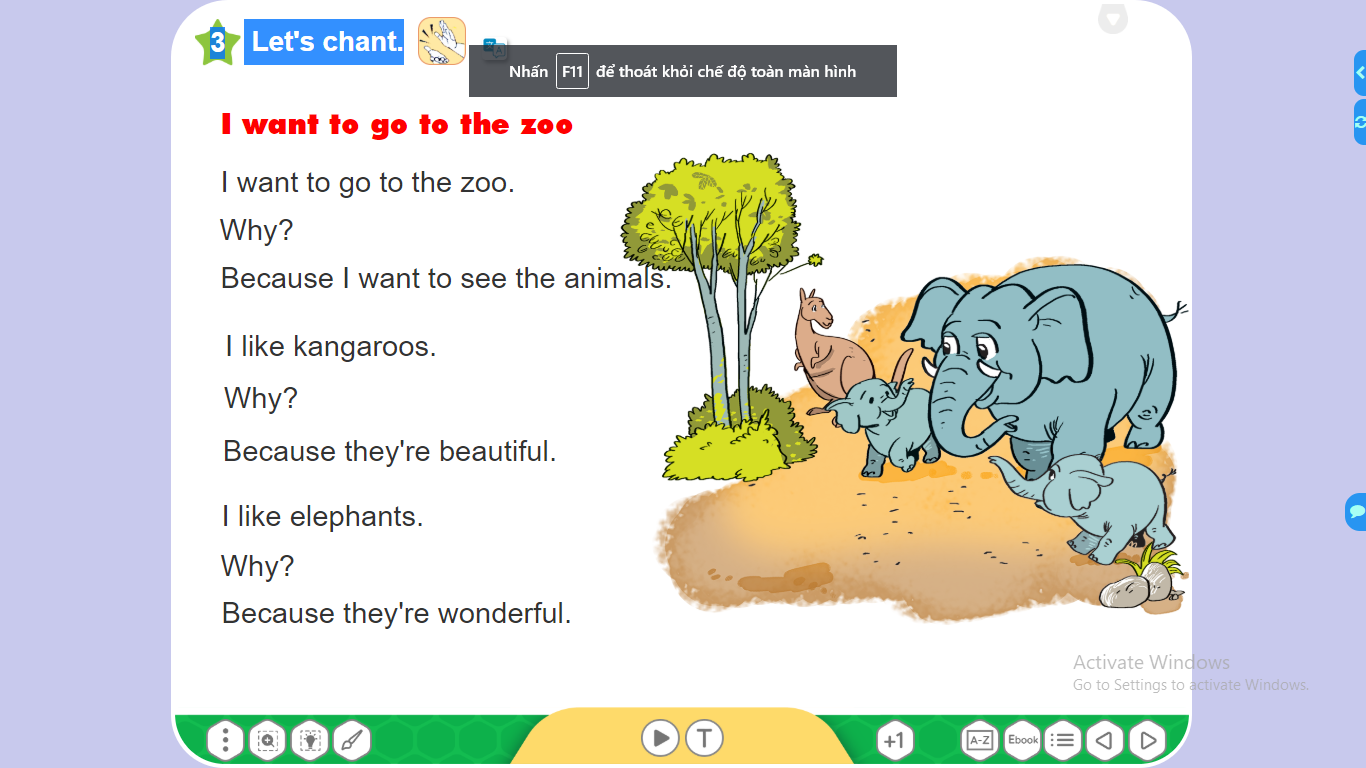 3 Let's chant.
Nhấn F11 để thoát khỏi chế độ toàn màn hình
I want to go to the zoo
I want to go to the zoo.
Why?
Because I want to see the animals.
I like kangaroos.
Why?
Because they're beautiful.
I like elephants.
Why?
Because they're wonderful.
Activate Windows
Go to Settings to activate Windows.
T
+1
A-Z
Ebook